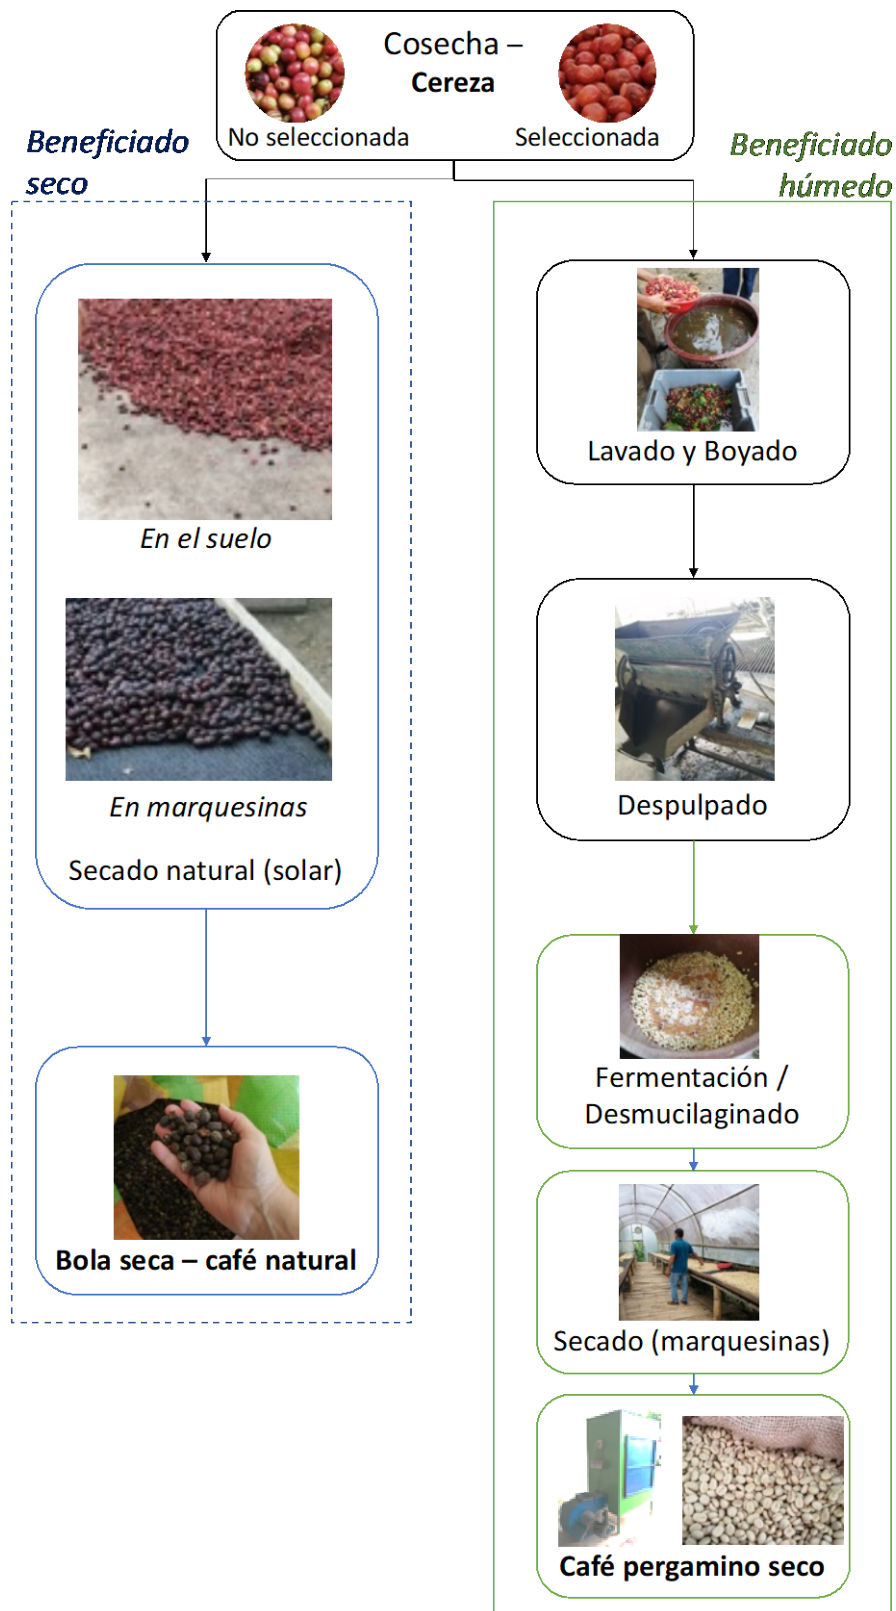 Cosecha –
Cereza
No seleccionada
Seleccionada
Beneficiado
seco
En el suelo
En marquesinas
Secado natural (solar)
Bola seca – café natural
Beneficiado
húmedo
Lavado y Boyado
Despulpado
Fermentación /
Desmucilaginado
Secado (marquesinas)
Café pergamino seco